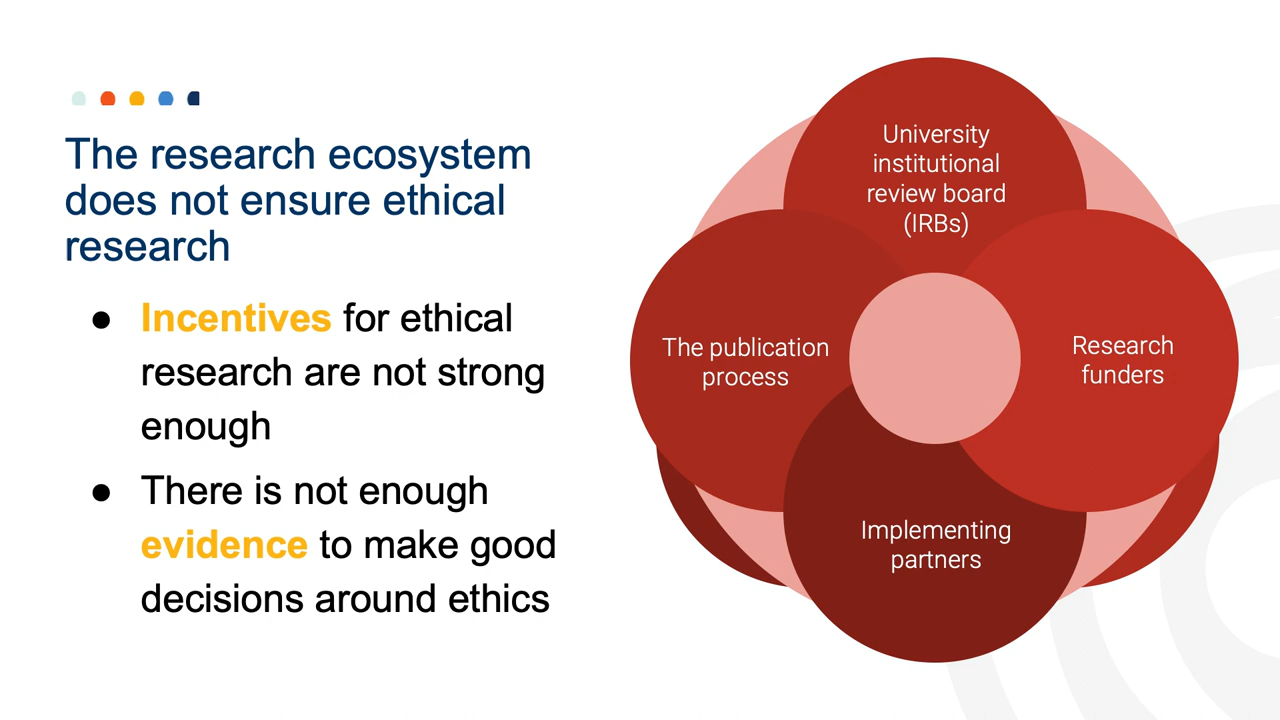 The research ecosystem
does not ensure ethical
research
● Incentives for ethical
research are not strong
enough
● There is not enough
evidence to make good
decisions around ethics
University
institutional
review board
(IRBs)
The publication
process
Research
funders
Implementing
partners